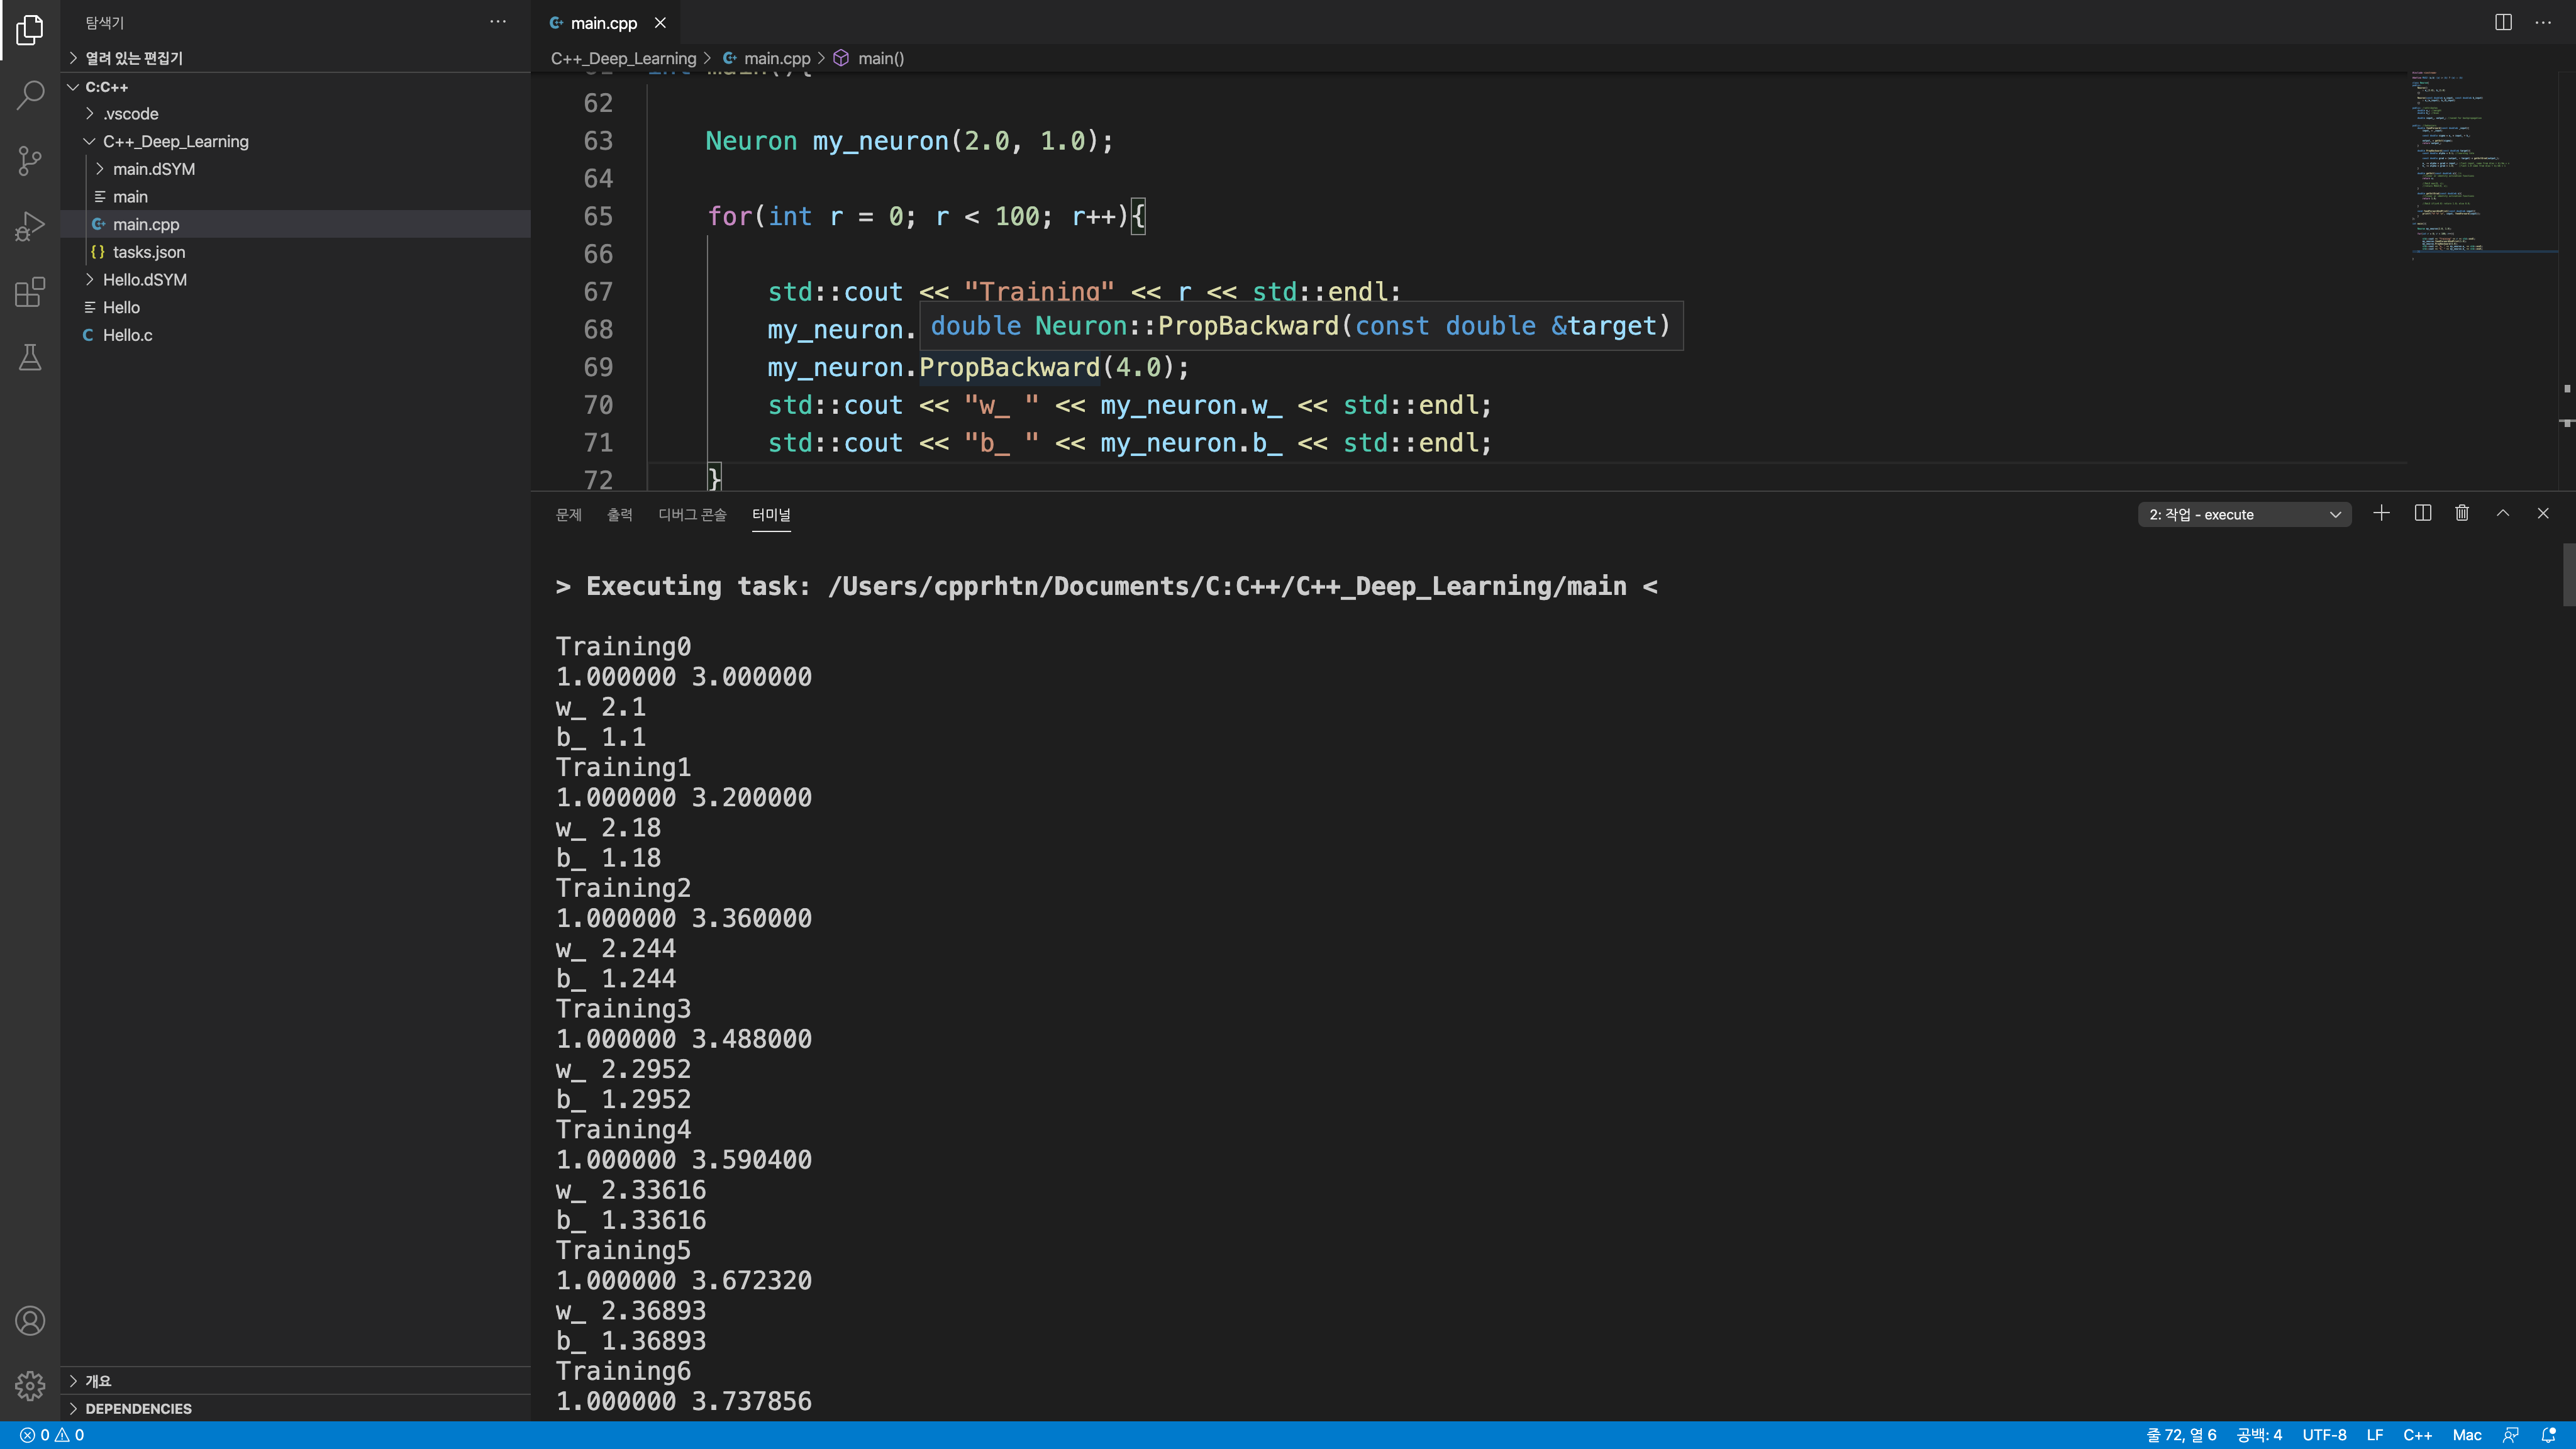 탐색기
열려 있는 편집기
C:C++
.vscode
C++_Deep_Learning
main.dSYM
main
main.cpp
tasks.json
Hello.dSYM
Hello
Hello.c
개요
DEPENDENCIES
main.cpp
C++_Deep_Learning > main.cpp > main()
61 int main(){
62
63 Neuron my_neuron(2.0, 1.0);
64
65 for(int r = 0; r < 100; r++){
66
67 std::cout << "Training" << r << std::endl;
double Neuron::PropBackward(const double &target)
68 my_neuron.
69 my_neuron.PropBackward(4.0);
70 std::cout << "w_ " << my_neuron.w_ << std::endl;
71 std::cout << "b_ " << my_neuron.b_ << std::endl;
72 }
문제 출력 디버그 콘솔 터미널
2: 작업 - execute
> Executing task: /Users/cpprhtn/Documents/C:C++/C++_Deep_Learning/main <
Training0
1.000000 3.000000
w_ 2.1
b_ 1.1
Training1
1.000000 3.200000
w_ 2.18
b_ 1.18
Training2
1.000000 3.360000
w_ 2.244
b_ 1.244
Training3
1.000000 3.488000
w_ 2.2952
b_ 1.2952
Training4
1.000000 3.590400
w_ 2.33616
b_ 1.33616
Training5
1.000000 3.672320
w_ 2.36893
b_ 1.36893
Training6
1.000000 3.737856
0 0
줄 72, 열 6 공백: 4 UTF-8 LF C++ Mac